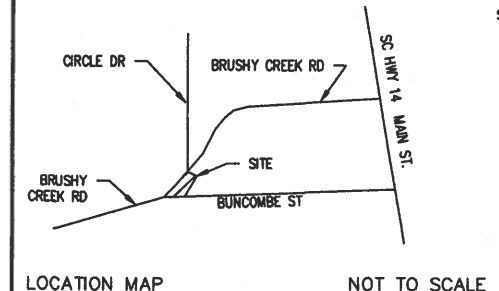 CIRCLE DR
BRUSHY CREEK RD
SC HWY 14 MAIN ST.
SITE
BRUSHY
CREEK RD
BUNCOMBE ST
LOCATION MAP
NOT TO SCALE